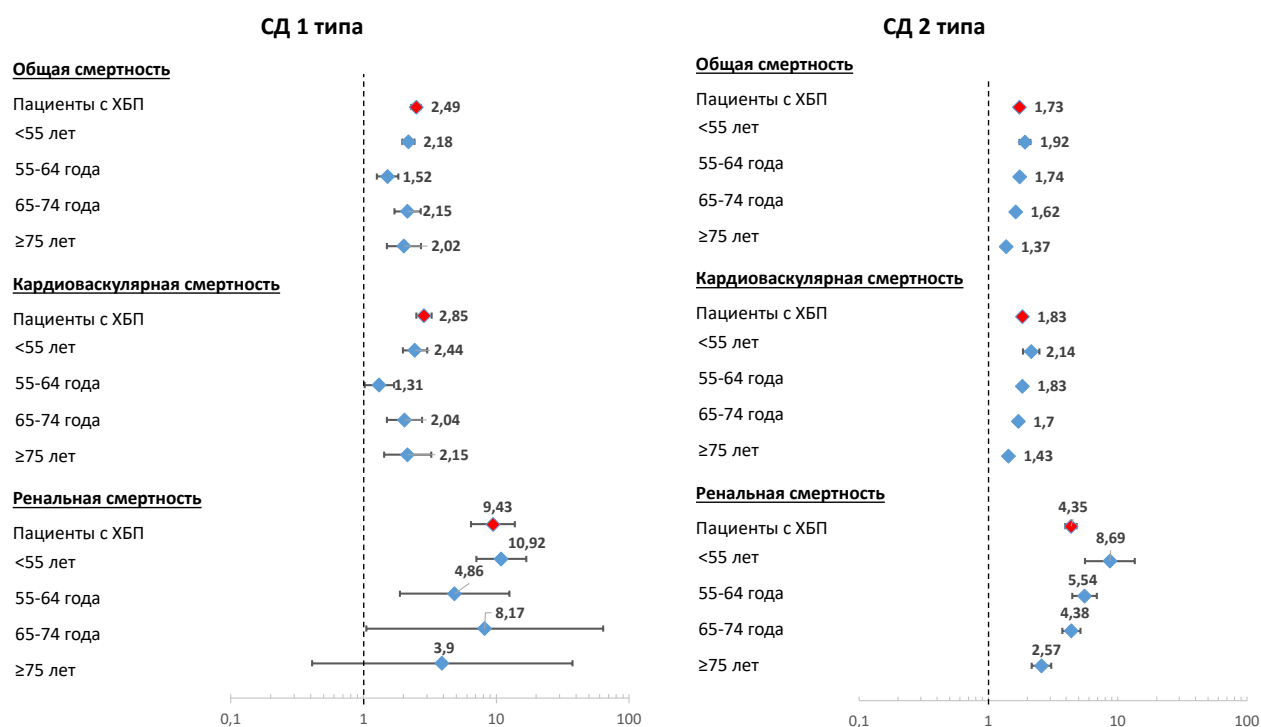 СД 1 типа
Общая смертность
Пациенты с ХБП
2,49
<55 лет
2,18
55-64 года
1,52
65-74 года
2,15
≥75 лет
2,02
Кардиоваскулярная смертность
Пациенты с ХБП
2,85
<55 лет
2,44
55-64 года
1,31
65-74 года
2,04
≥75 лет
2,15
Ренальная смертность
9,43
Пациенты с ХБП
10,92
<55 лет
4,86
55-64 года
8,17
65-74 года
3,9
≥75 лет
0,1 1 10 100
СД 2 типа
Общая смертность
Пациенты с ХБП
1,73
<55 лет
1,92
55-64 года
1,74
65-74 года
1,62
≥75 лет
1,37
Кардиоваскулярная смертность
Пациенты с ХБП
1,83
<55 лет
2,14
55-64 года
1,83
65-74 года
1,7
≥75 лет
1,43
Ренальная смертность
4,35
Пациенты с ХБП
8,69
<55 лет
5,54
55-64 года
4,38
65-74 года
2,57
≥75 лет
0,1 1 10 100